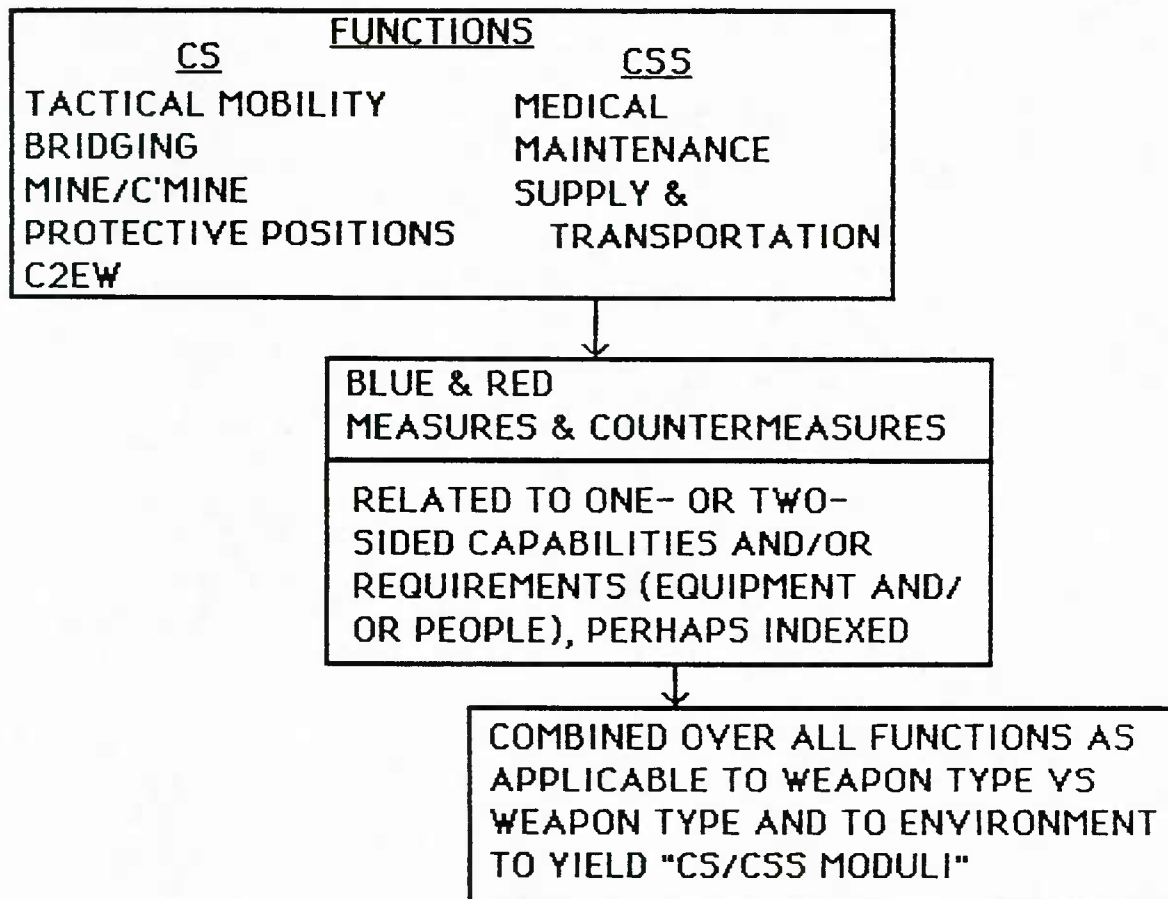 FUNCTIONS
CS
TACTICAL MOBILITY
BRIDGING
MINE/C'MINE
PROTECTIVE POSITIONS
C2EW
CSS
MEDICAL
MAINTENANCE
SUPPLY &
TRANSPORTATION
BLUE & RED
MEASURES & COUNTERMEASURES
RELATED TO ONE- OR TWO-
SIDED CAPABILITIES AND/OR
REQUIREMENTS (EQUIPMENT AND/
OR PEOPLE), PERHAPS INDEXED
COMBINED OVER ALL FUNCTIONS AS
APPLICABLE TO WEAPON TYPE VS
WEAPON TYPE AND TO ENVIRONMENT
TO YIELD "CS/CSS MODULI"